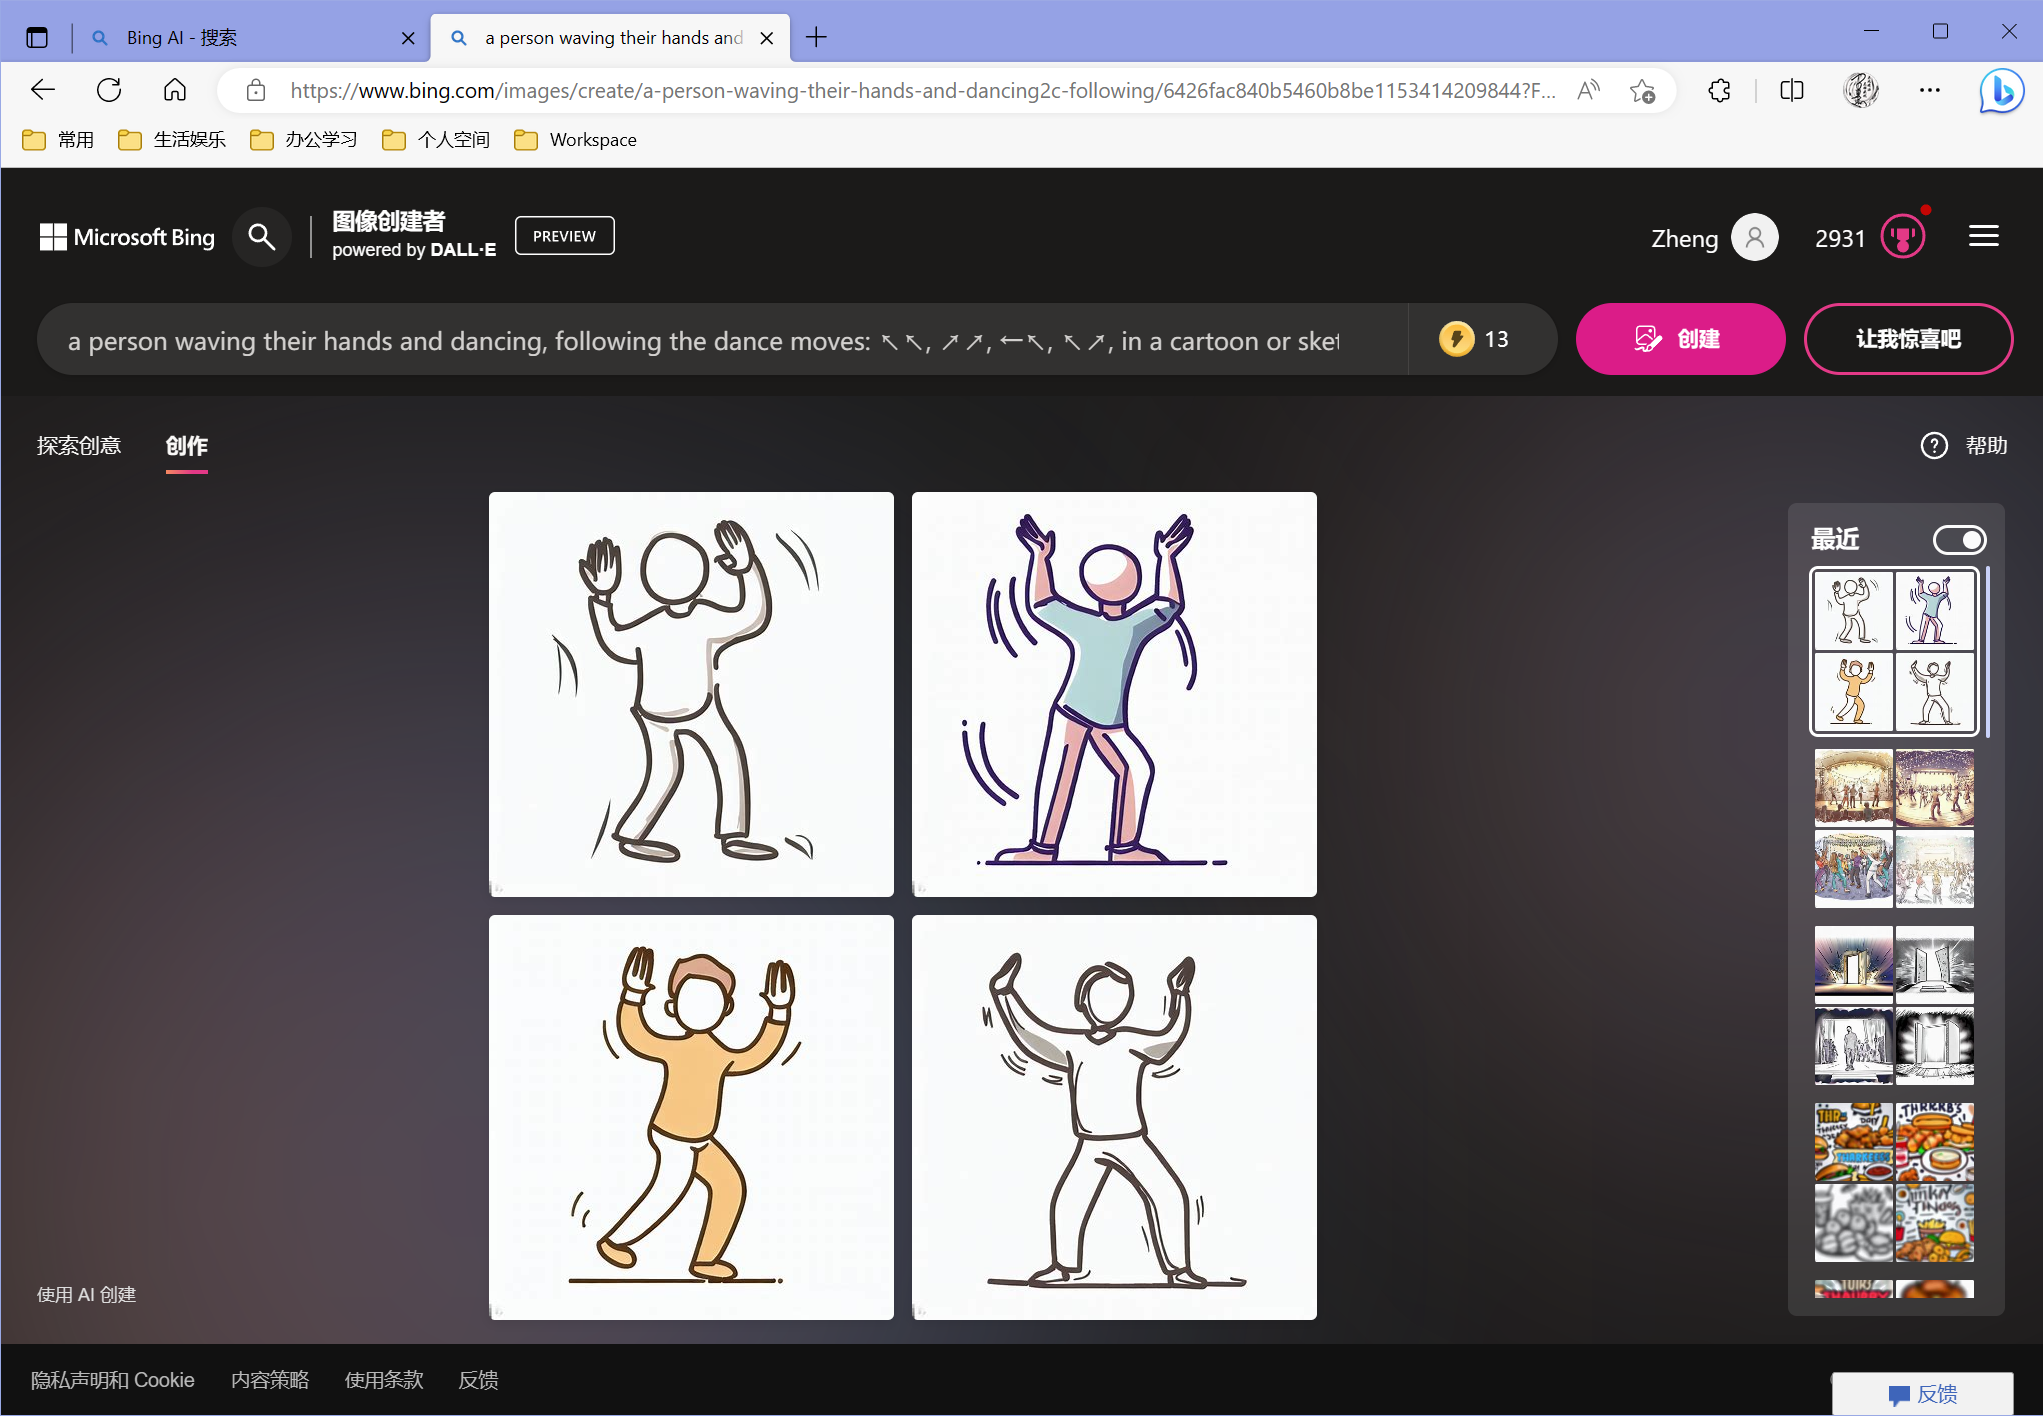 Bing AI - 搜索
a person waving their hands and
https://www.bing.com/images/create/a-person-waving-their-hands-and-dancing2c-following/6426fac840b5460b8be1153414209844?F...
常用
生活娱乐
办公学习
个人空间
Workspace
Microsoft Bing
图像创建者
powered by DALL·E
PREVIEW
Zheng
2931
a person waving their hands and dancing, following the dance moves: ↖↖, ↗↗, ←↖, ↖↗, in a cartoon or sket
13
创建
让我惊喜吧
探索创意
创作
帮助
最近
使用 AI 创建
隐私声明和 Cookie
内容策略
使用条款
反馈
反馈